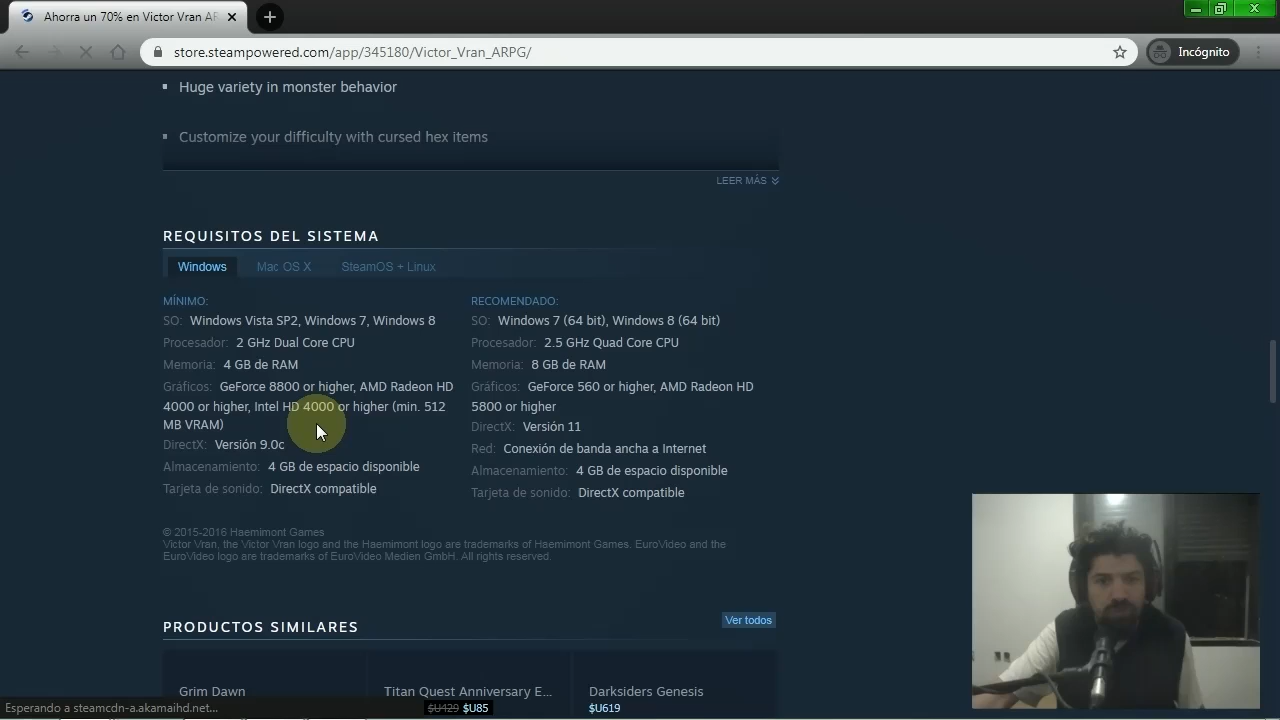 Ahorra un 70% en Victor Vran AR
store.steampowered.com/app/345180/Victor_Vran_ARPG/
Incógnito
Huge variety in monster behavior
Customize your difficulty with cursed hex items
LEER MÁS
REQUISITOS DEL SISTEMA
Windows Mac OS X SteamOS + Linux
MÍNIMO:
SO: Windows Vista SP2, Windows 7, Windows 8
Procesador: 2 GHz Dual Core CPU
Memoria: 4 GB de RAM
Gráficos: GeForce 8800 or higher, AMD Radeon HD
4000 or higher, Intel HD 4000 or higher (min. 512
MB VRAM)
DirectX: Versión 9.0c
Almacenamiento: 4 GB de espacio disponible
Tarjeta de sonido: DirectX compatible
RECOMENDADO:
SO: Windows 7 (64 bit), Windows 8 (64 bit)
Procesador: 2.5 GHz Quad Core CPU
Memoria: 8 GB de RAM
Gráficos: GeForce 560 or higher, AMD Radeon HD
5800 or higher
DirectX: Versión 11
Red: Conexión de banda ancha a Internet
Almacenamiento: 4 GB de espacio disponible
Tarjeta de sonido: DirectX compatible
© 2015-2016 Haemimont Games
Victor Vran, the Victor Vran logo and the Haemimont logo are trademarks of Haemimont Games. EuroVideo and the
EuroVideo logo are trademarks of EuroVideo Medien GmbH. All rights reserved.
PRODUCTOS SIMILARES
Ver todos
Grim Dawn
Titan Quest Anniversary E...
$U429 $U85
Darksiders Genesis
$U619
Esperando a steamcdn-a.akamaihd.net...